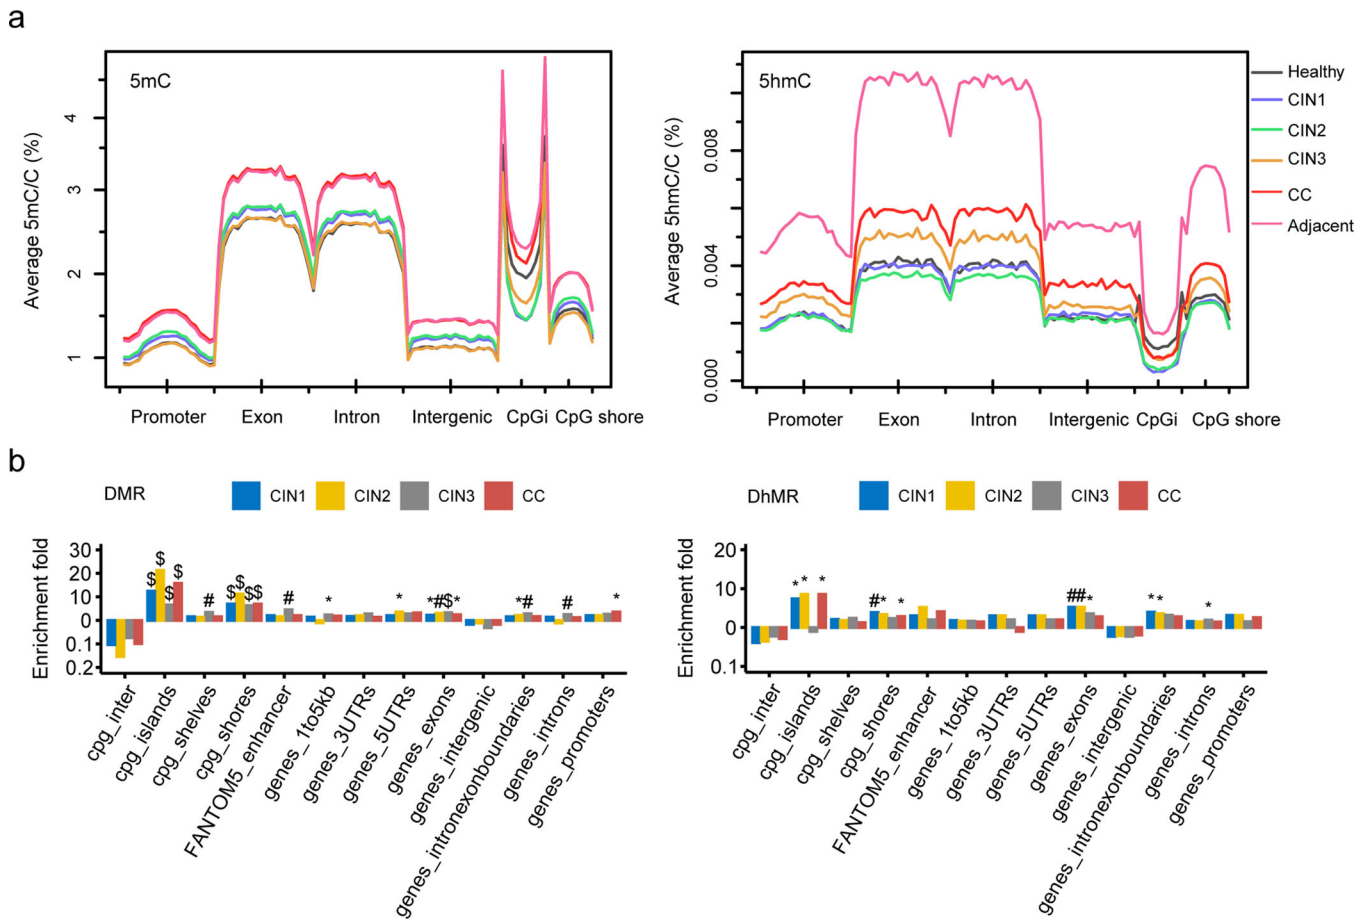 a
5mC
Average 5mC/C (%)
4
3
2
1
Promoter Exon Intron Intergenic CpGi CpG shore
5hmC
Average 5hmC/C (%)
0.008
0.004
0.000
Promoter Exon Intron Intergenic CpGi CpG shore
Healthy
CIN1
CIN2
CIN3
CC
Adjacent
b
DMR CIN1 CIN2 CIN3 CC
Enrichment fold
30
20
10
0
0.1
0.2
$ $ $ $
#
$ $ $ $
#
*
*
* # $ *
* #
#
*
cpg_inter
cpg_islands
cpg_shelves
cpg_shores
FANTOM5_enhancer
genes_1to5kb
genes_3UTRs
genes_5UTRs
genes_exons
genes_intergenic
genes_intronexonboundaries
genes_introns
genes_promoters
DhMR CIN1 CIN2 CIN3 CC
Enrichment fold
20
10
0
0.1
* * *
# * *
## *
* *
*
cpg_inter
cpg_islands
cpg_shelves
cpg_shores
FANTOM5_enhancer
genes_1to5kb
genes_3UTRs
genes_5UTRs
genes_exons
genes_intergenic
genes_intronexonboundaries
genes_introns
genes_promoters